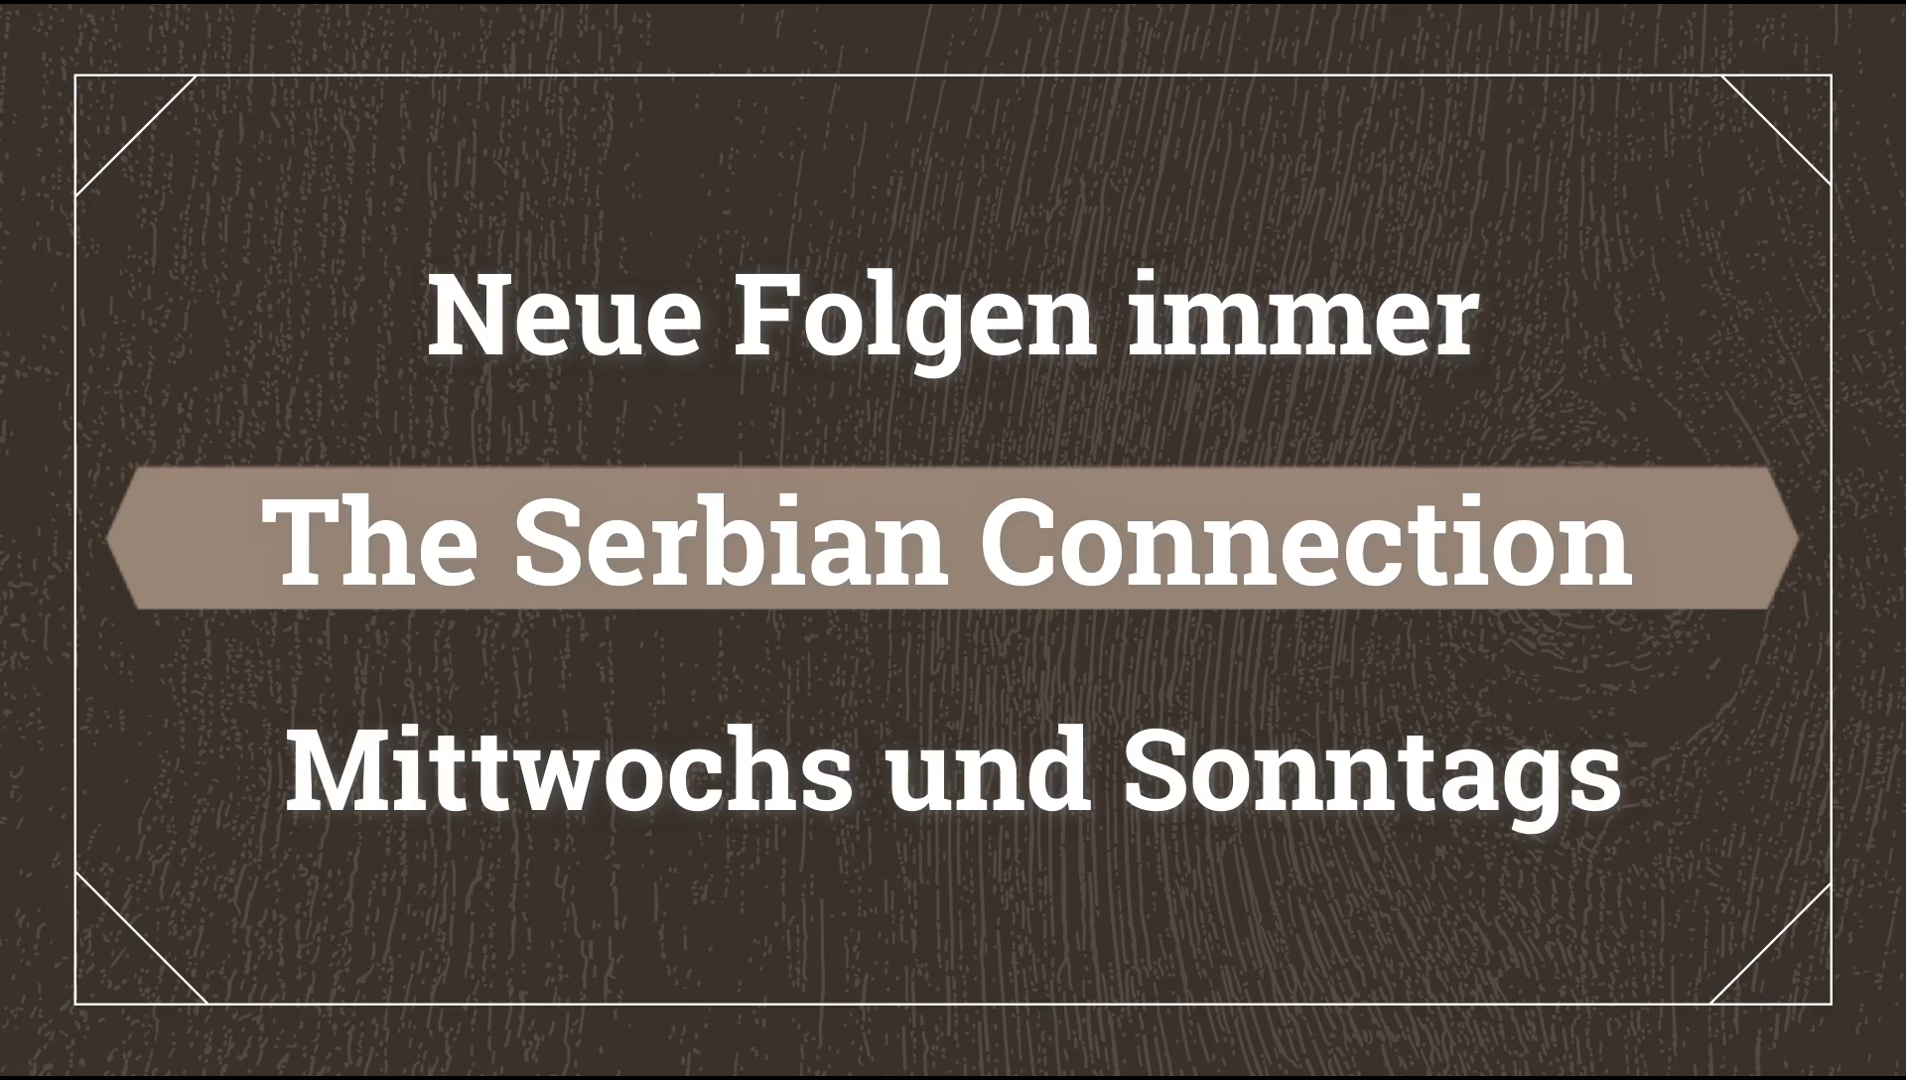 Neue Folgen immer
The Serbian Connection
Mittwochs und Sonntags